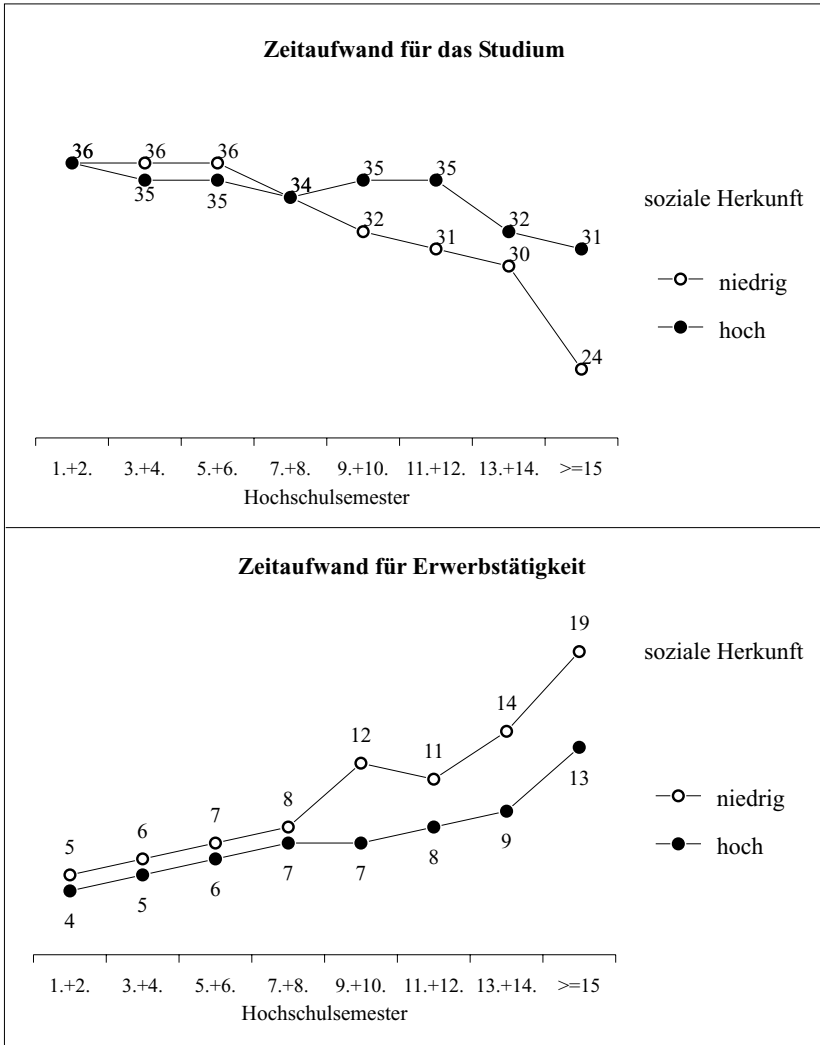 Zeitaufwand für das Studium
36 36 36 34 35 35 32 31
35 35 32 31 30 24
soziale Herkunft
niedrig
hoch
1.+2. 3.+4. 5.+6. 7.+8. 9.+10. 11.+12. 13.+14. >=15
Hochschulsemester
Zeitaufwand für Erwerbstätigkeit
soziale Herkunft
5 6 7 8 12 11 14 19
4 5 6 7 7 8 9 13
niedrig
hoch
1.+2. 3.+4. 5.+6. 7.+8. 9.+10. 11.+12. 13.+14. >=15
Hochschulsemester